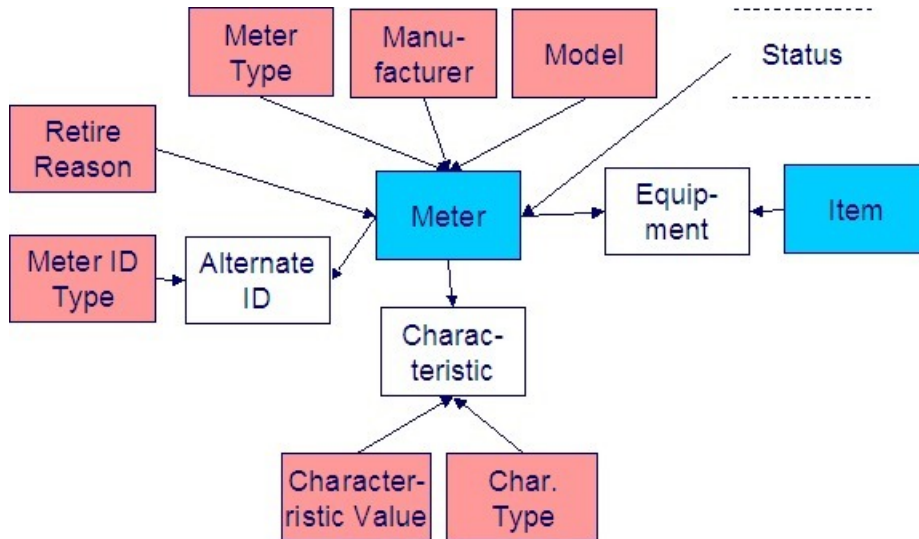 Meter
Type
Manu-
facturer
Model
Status
Retire
Reason
Meter
Equip-
ment
Item
Meter ID
Type
Alternate
ID
Charac-
teristic
Character-
ristic Value
Char.
Type